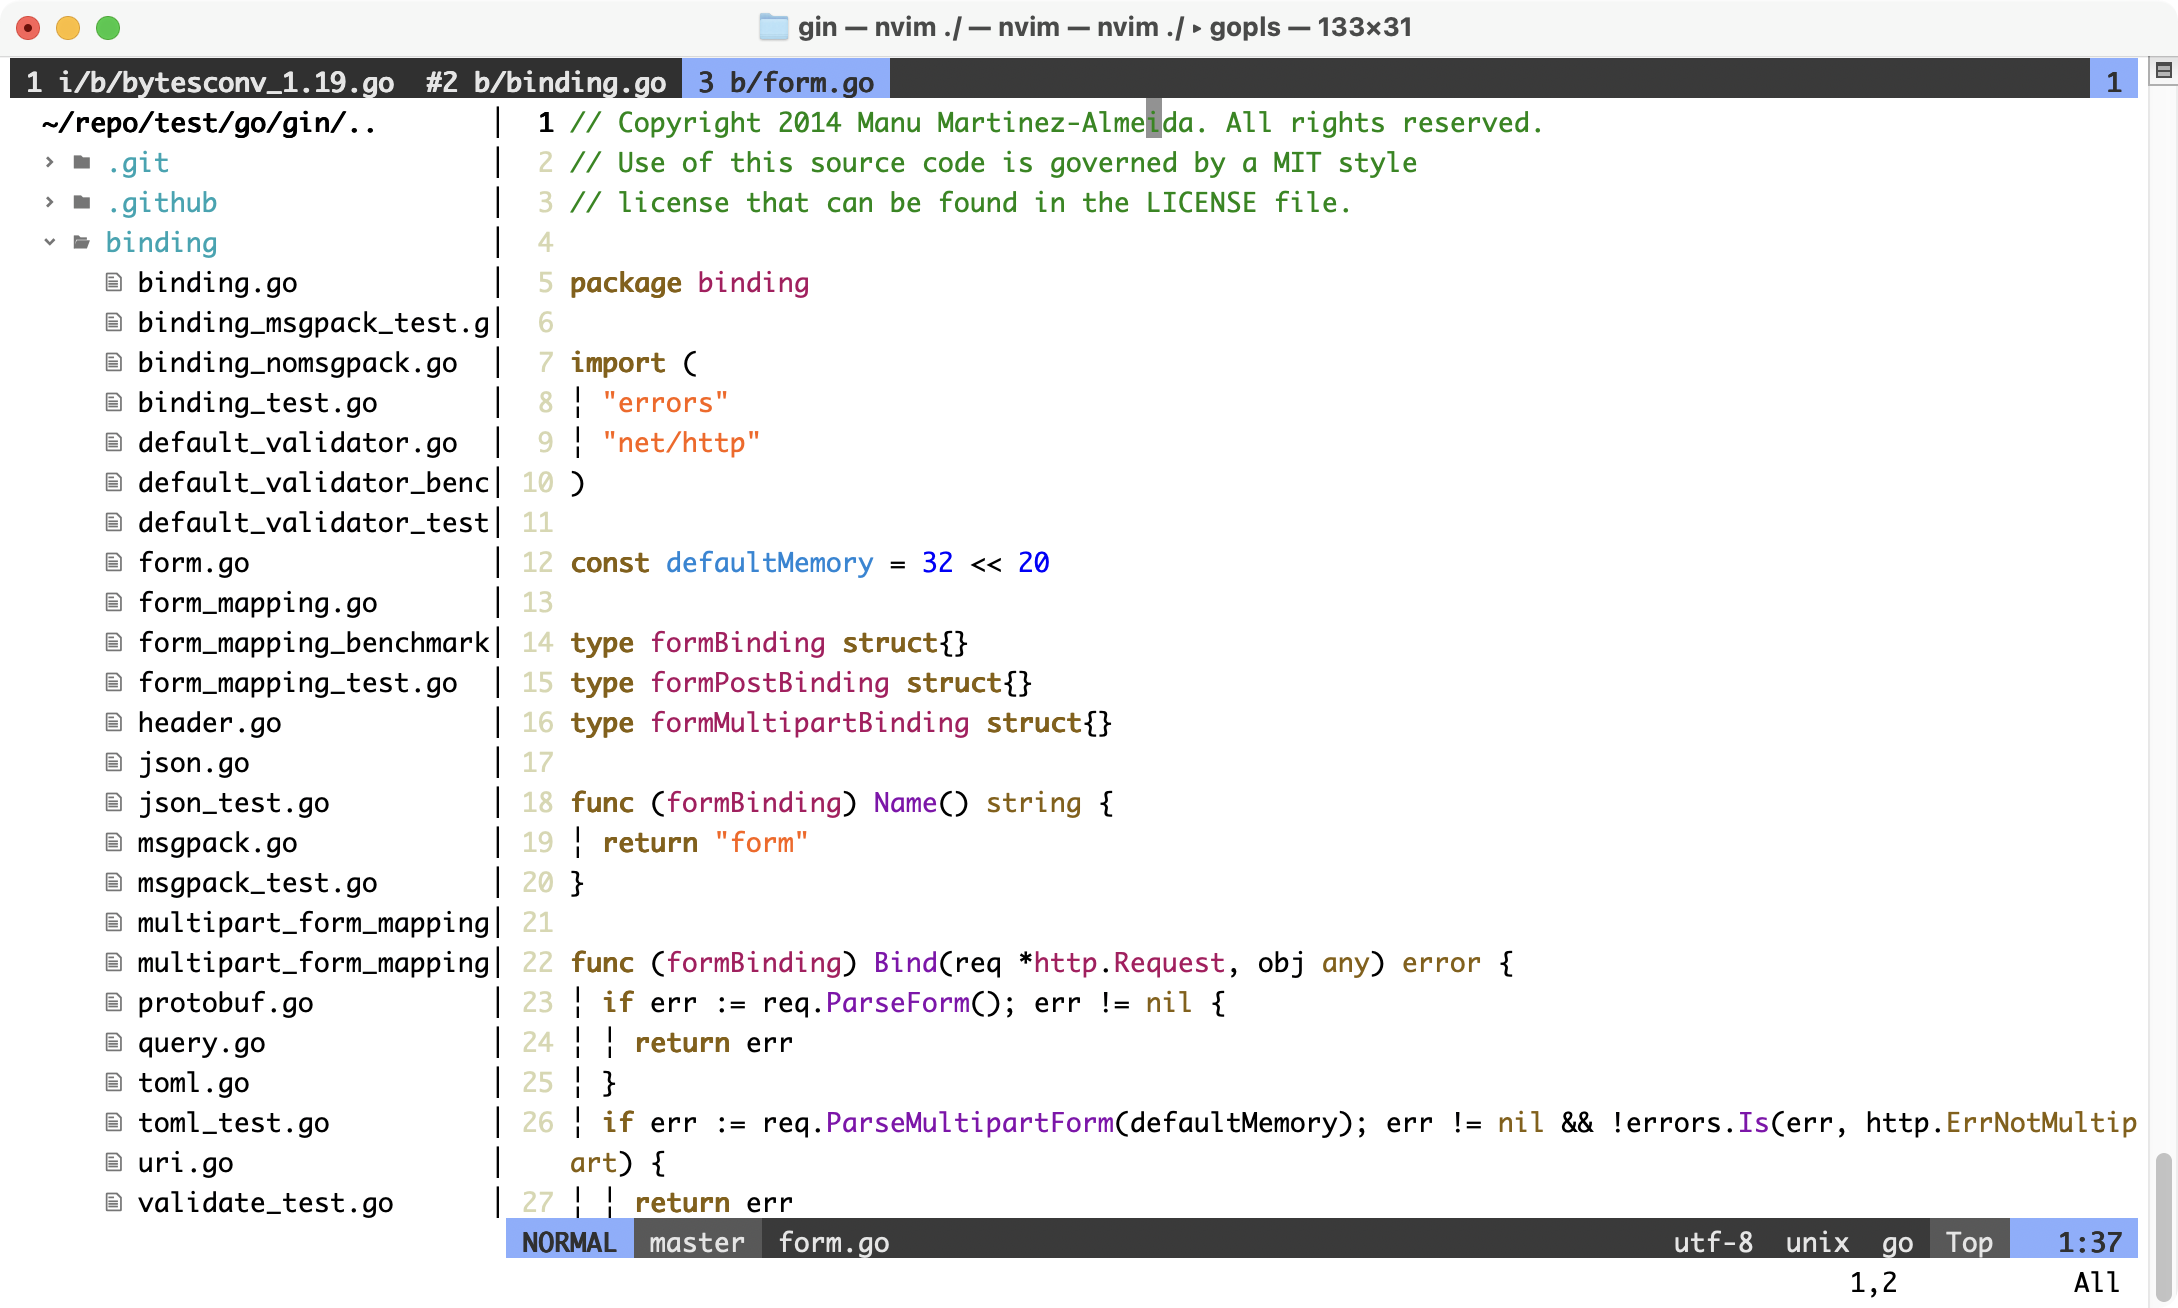 gin — nvim ./ — nvim — nvim ./ ▸ gopls — 133×31
1 i/b/bytesconv_1.19.go #2 b/binding.go 3 b/form.go 1
~/repo/test/go/gin/..
.git
.github
binding
binding.go
binding_msgpack_test.g
binding_nomsgpack.go
binding_test.go
default_validator.go
default_validator_benc
default_validator_test
form.go
form_mapping.go
form_mapping_benchmark
form_mapping_test.go
header.go
json.go
json_test.go
msgpack.go
msgpack_test.go
multipart_form_mapping
multipart_form_mapping
protobuf.go
query.go
toml.go
toml_test.go
uri.go
validate_test.go
1 // Copyright 2014 Manu Martinez-Almeida. All rights reserved.
2 // Use of this source code is governed by a MIT style
3 // license that can be found in the LICENSE file.
4
5 package binding
6
7 import (
8 ¦ "errors"
9 ¦ "net/http"
10 )
11
12 const defaultMemory = 32 << 20
13
14 type formBinding struct{}
15 type formPostBinding struct{}
16 type formMultipartBinding struct{}
17
18 func (formBinding) Name() string {
19 ¦ return "form"
20 }
21
22 func (formBinding) Bind(req *http.Request, obj any) error {
23 ¦ if err := req.ParseForm(); err != nil {
24 ¦ ¦ return err
25 ¦ }
26 ¦ if err := req.ParseMultipartForm(defaultMemory); err != nil && !errors.Is(err, http.ErrNotMultip
art) {
27 ¦ ¦ return err
NORMAL master form.go utf-8 unix go Top 1:37
1,2 All